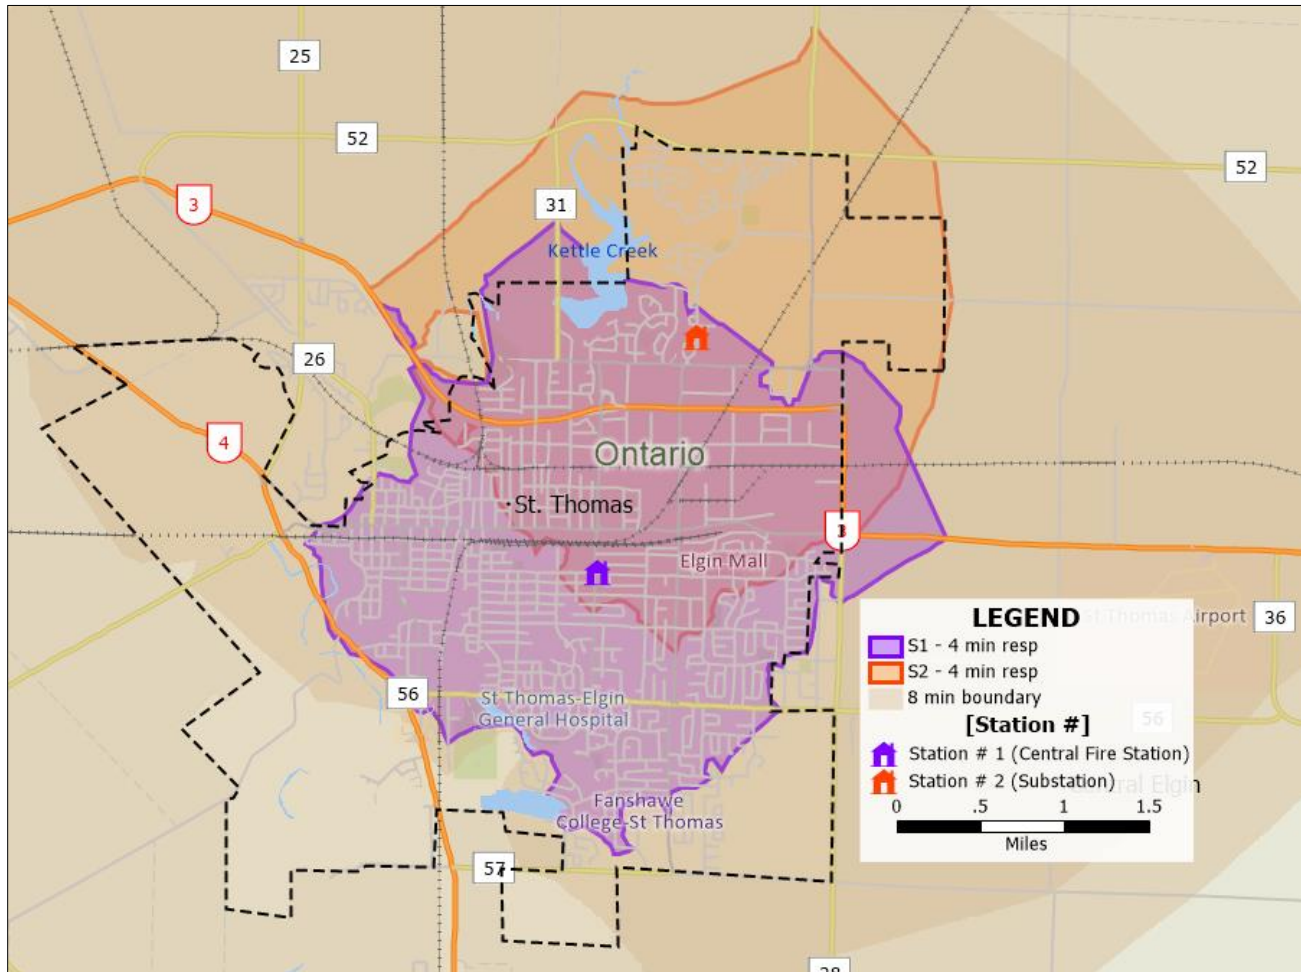 25
52
52
3
31
Kettle Creek
26
4
Ontario
St. Thomas
3
Elgin Mall
LEGEND
St Thomas Airport
36
S1 - 4 min resp
S2 - 4 min resp
8 min boundary
56
St Thomas-Elgin
General Hospital
56
[Station #]
Station # 1 (Central Fire Station)
Station # 2 (Substation)
Elgin
Fanshawe
College-St Thomas
0 .5 1 1.5
Miles
57
28